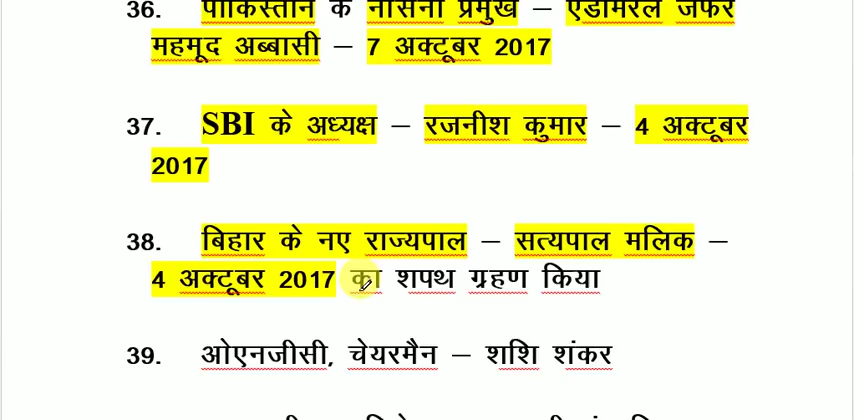 36. पाकिस्तान के नौसेना प्रमुख – एडमिरल जफर
महमूद अब्बासी – 7 अक्टूबर 2017
37. SBI के अध्यक्ष – रजनीश कुमार – 4 अक्टूबर
2017
38. बिहार के नए राज्यपाल – सत्यपाल मलिक –
4 अक्टूबर 2017 का शपथ ग्रहण किया
39. ओएनजीसी, चेयरमैन – शशि शंकर